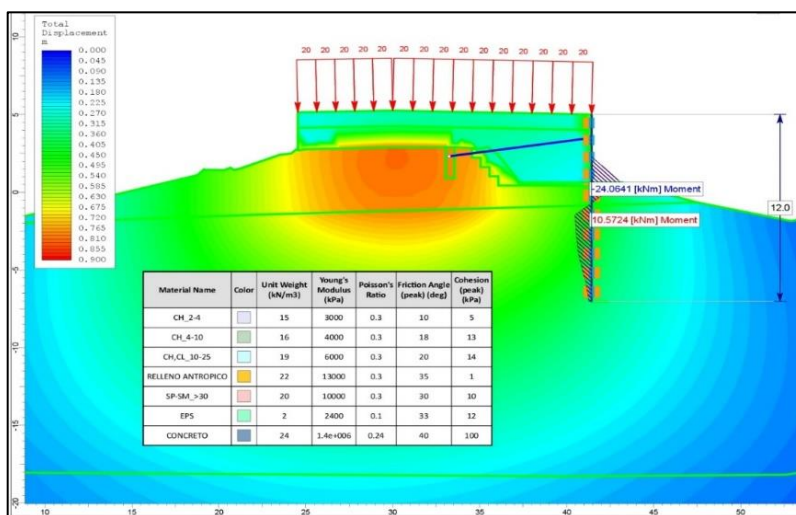 Total
Displacement
m
0.000
0.045
0.090
0.135
0.180
0.225
0.270
0.315
0.360
0.405
0.450
0.495
0.540
0.585
0.630
0.675
0.720
0.765
0.810
0.855
0.900
20 20 20 20 20 20 20 20 20 20 20 20 20 20 20
-24.0641 [kNm] Moment
10.5724 [kNm] Moment
12.0
Material Name Color Unit Weight (kN/m3) Young's Modulus (kPa) Poisson's Ratio Friction Angle (peak) (deg) Cohesion (peak) (kPa)
CH_2-4 15 3000 0.3 10 5
CH_4-10 16 4000 0.3 18 13
CH,CL_10-25 19 6000 0.3 20 14
RELLENO ANTROPICO 22 13000 0.3 35 1
SP-SM_>30 20 10000 0.3 30 10
EPS 2 2400 0.1 33 12
CONCRETO 24 1.4e+006 0.24 40 100
10
5
0
-5
-10
-15
-20
10 15 20 25 30 35 40 45 50